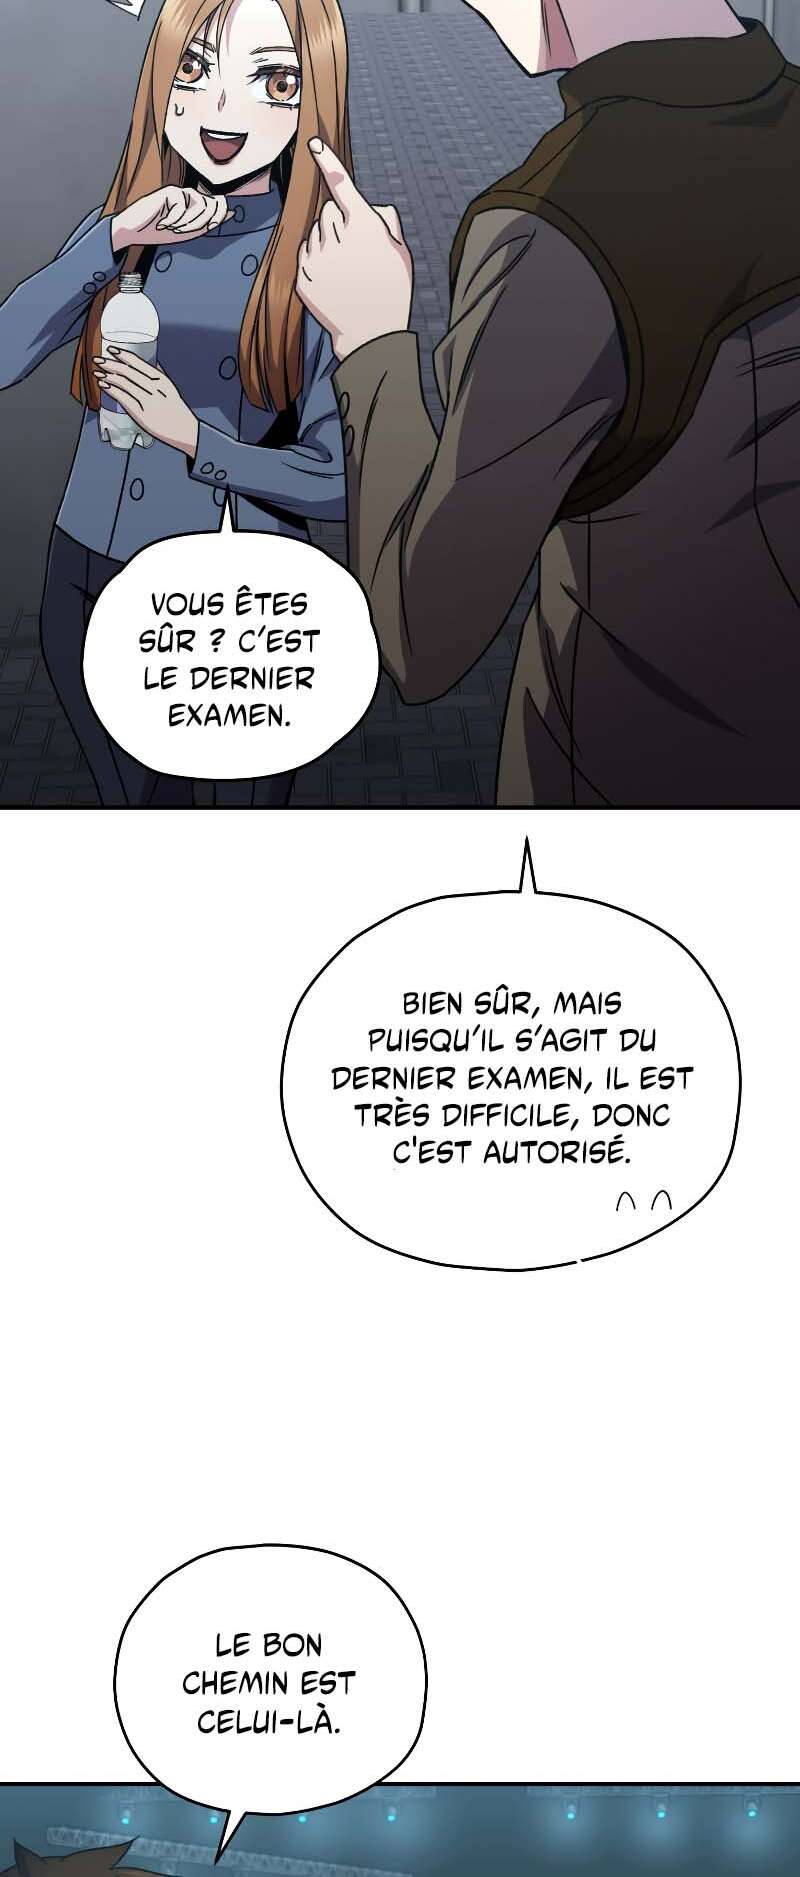 VOUS ÊTES
SÛR ? C'EST
LE DERNIER
EXAMEN.
BIEN SÛR, MAIS
PUISQU'IL S'AGIT DU
DERNIER EXAMEN, IL EST
TRÈS DIFFICILE, DONC
C'EST AUTORISÉ.
^ ^
LE BON
CHEMIN EST
CELUI-LÀ.